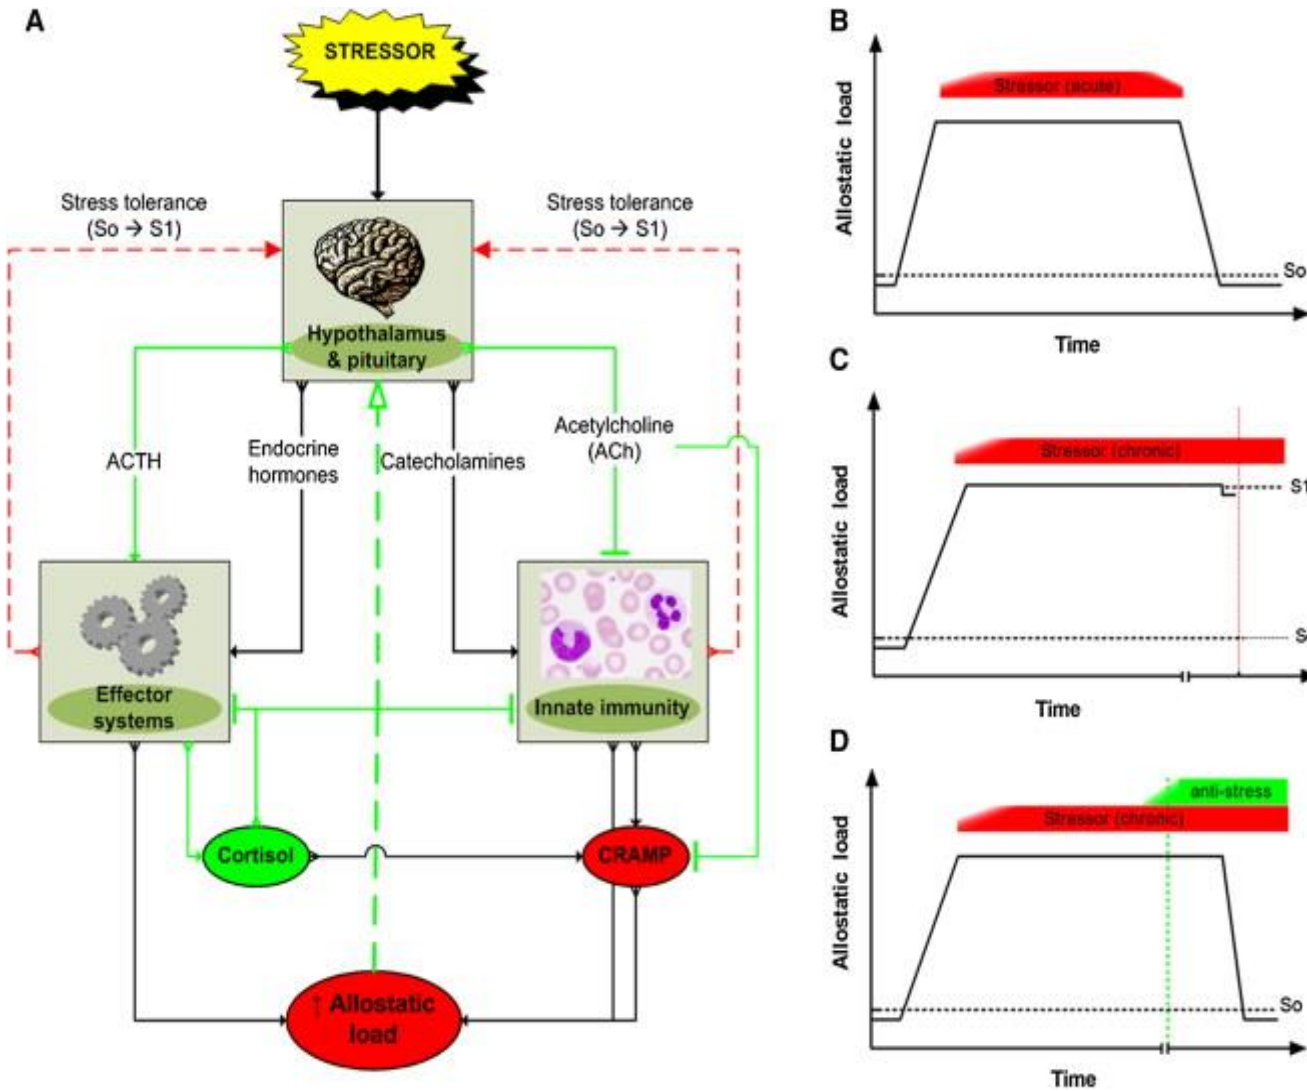 A
STRESSOR
Stress tolerance
(So → S1)
Stress tolerance
(So → S1)
Hypothalamus
& pituitary
ACTH
Endocrine
hormones
Catecholamines
Acetylcholine
(ACh)
Effector
systems
Innate immunity
Cortisol
CRAMP
↑ Allostatic
load
B
Allostatic load
Stressor (acute)
So
Time
C
Allostatic load
Stressor (chronic)
S1
S
Time
D
Allostatic load
anti-stress
Stressor (chronic)
So
Time